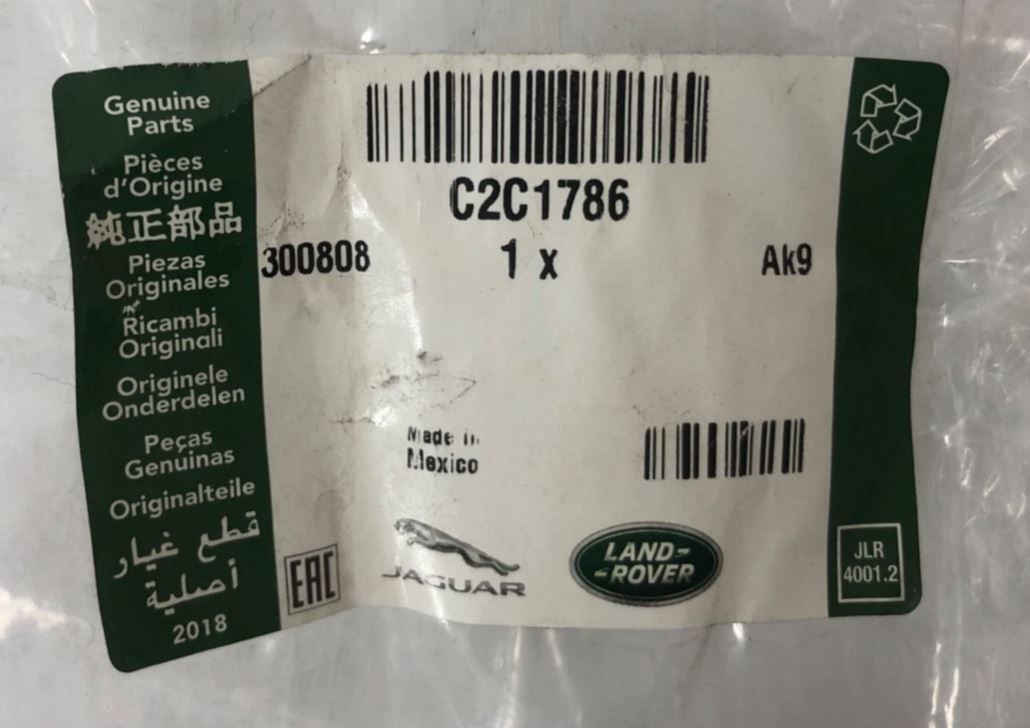 Genuine
Parts
Pièces
d'Origine
純正部品
Piezas
Originales
Ricambi
Originali
Originele
Onderdelen
Peças
Genuinas
Originalteile
قطع غيار
أصلية
2018
C2C1786
300808 1 x Ak9
Made in
Mexico
EAC
JAGUAR
LAND-
-ROVER
JLR
4001.2